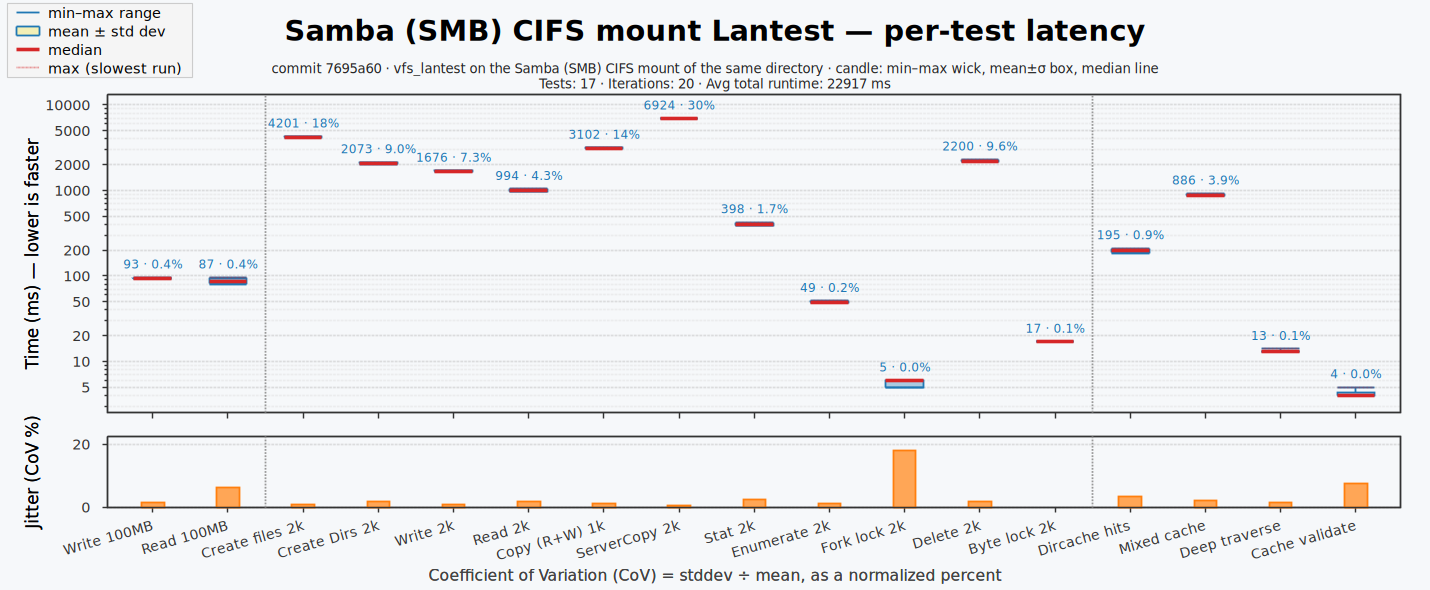 min–max range
mean ± std dev
median
max (slowest run)
Samba (SMB) CIFS mount Lantest — per-test latency
commit 7695a60 · vfs_lantest on the Samba (SMB) CIFS mount of the same directory · candle: min–max wick, mean±σ box, median line
Tests: 17 · Iterations: 20 · Avg total runtime: 22917 ms
Time (ms) — lower is faster
10000
5000
2000
1000
500
200
100
50
20
10
5
93 · 0.4%
87 · 0.4%
4201 · 18%
2073 · 9.0%
1676 · 7.3%
994 · 4.3%
3102 · 14%
6924 · 30%
398 · 1.7%
49 · 0.2%
5 · 0.0%
2200 · 9.6%
17 · 0.1%
195 · 0.9%
886 · 3.9%
13 · 0.1%
4 · 0.0%
Jitter (CoV %)
20
0
Write 100MB
Read 100MB
Create files 2k
Create Dirs 2k
Write 2k
Read 2k
Copy (R+W) 1k
ServerCopy 2k
Stat 2k
Enumerate 2k
Fork lock 2k
Delete 2k
Byte lock 2k
Dircache hits
Mixed cache
Deep traverse
Cache validate
Coefficient of Variation (CoV) = stddev ÷ mean, as a normalized percent